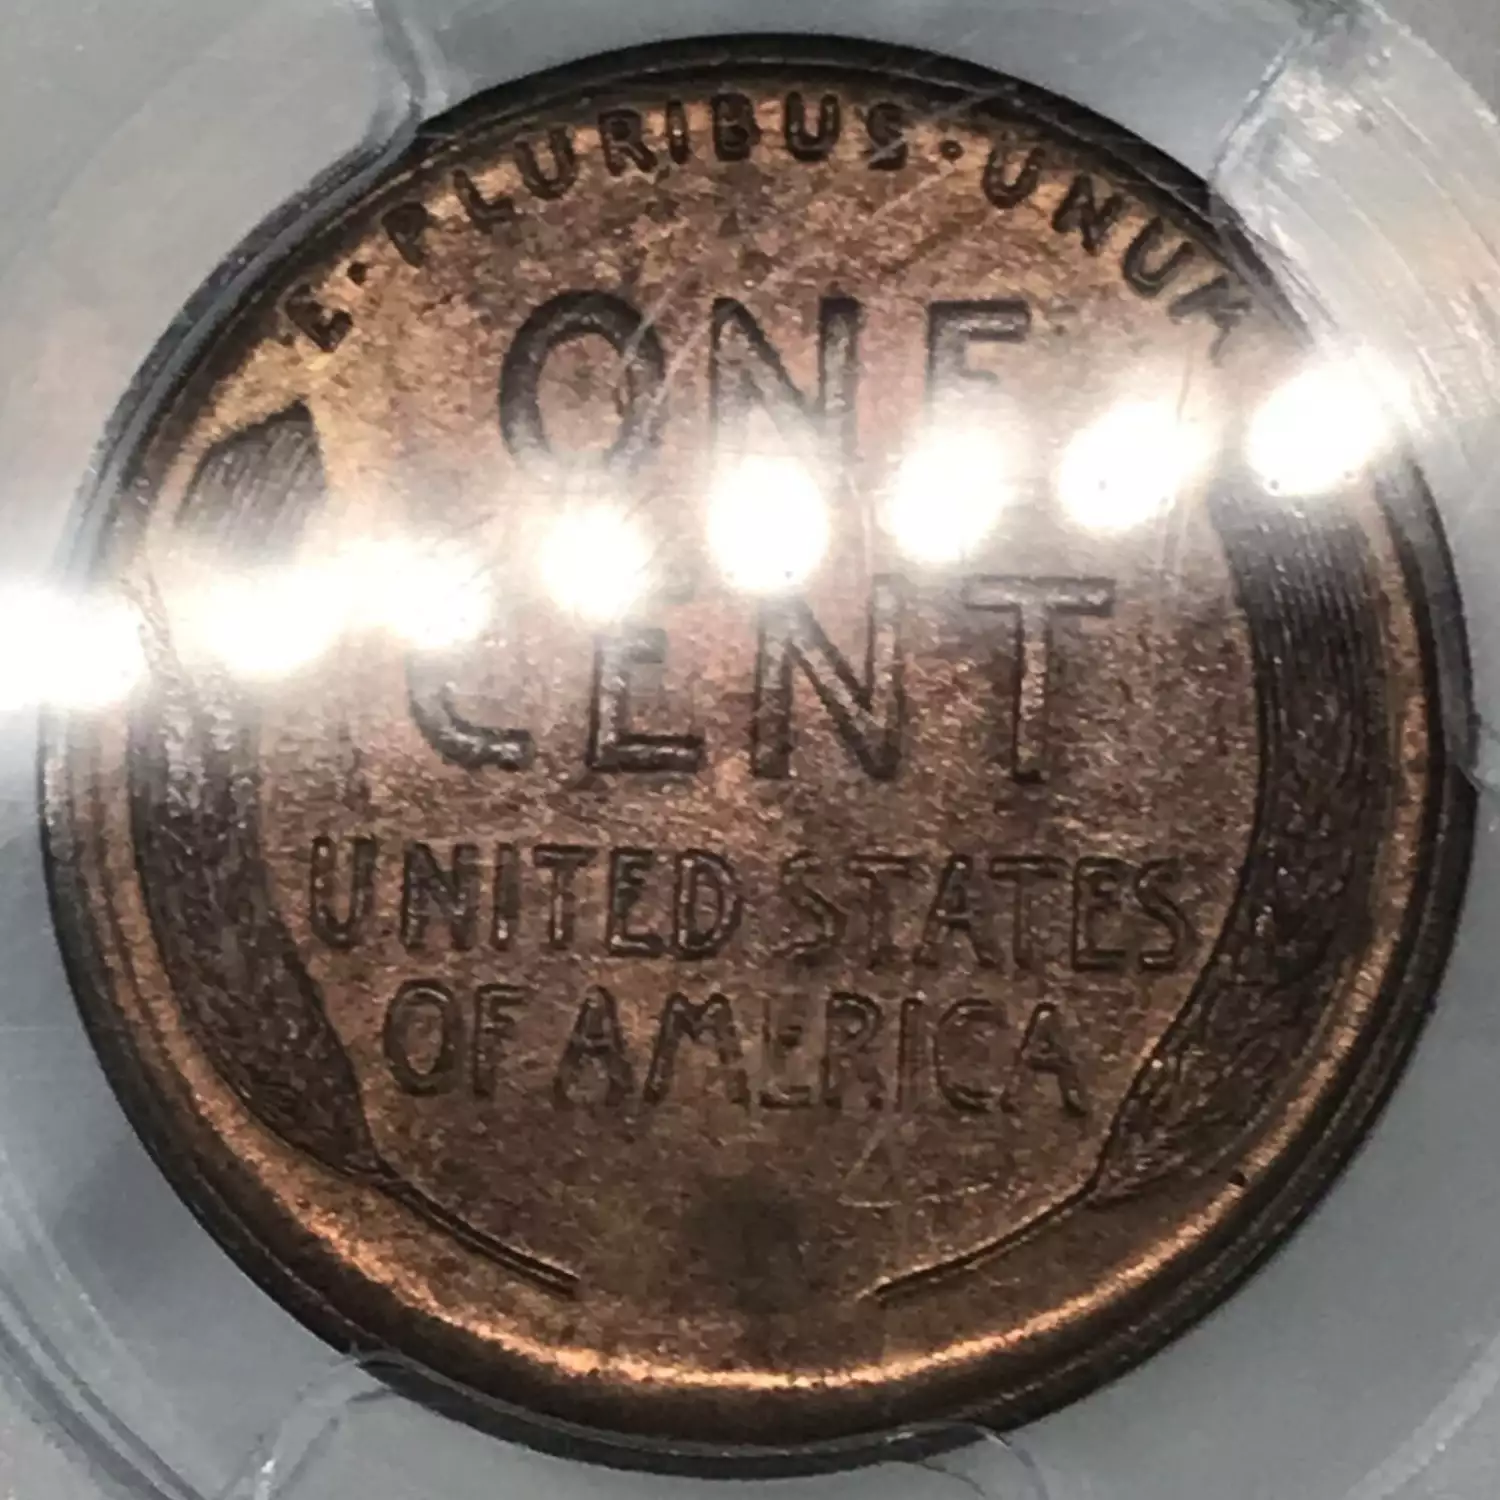 E·PLURIBUS·UNUM
ONE
CENT
UNITED STATES
OF AMERICA